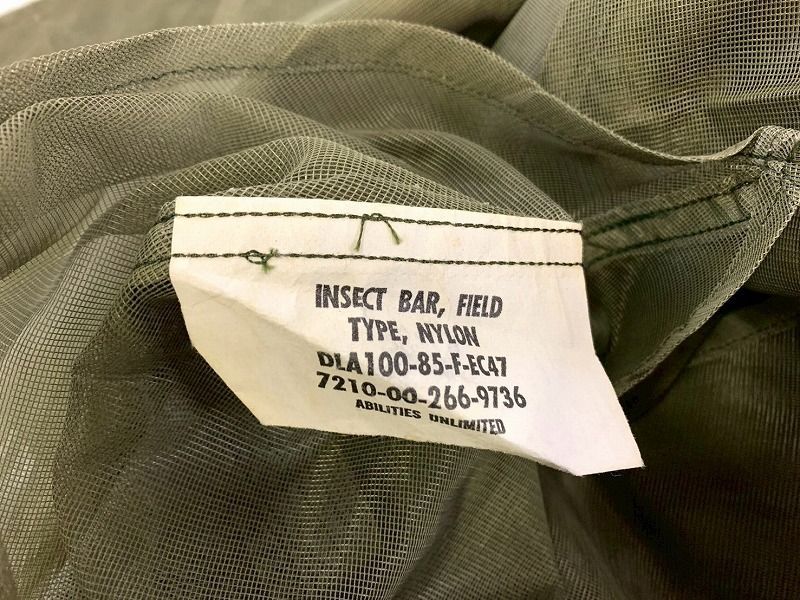 INSECT BAR, FIELD
TYPE, NYLON
DLA100-85-F-EC47
7210-00-266-9736
ABILITIES UNLIMITED